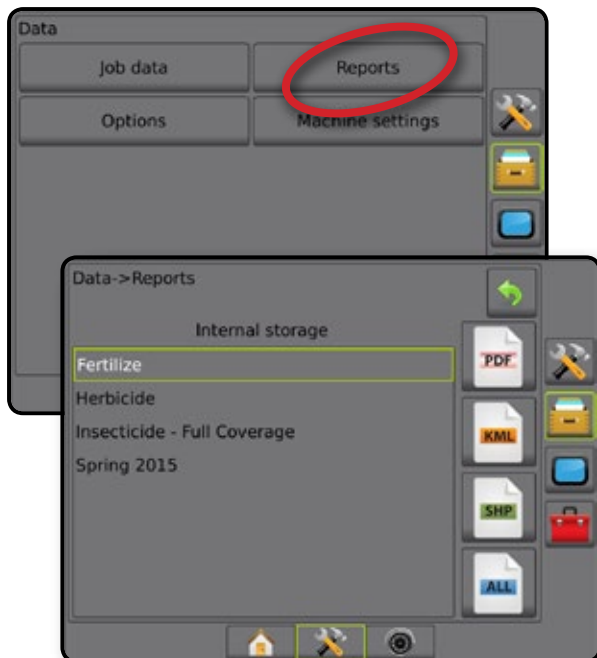 Data
Job data Reports
Options Machine settings
Data->Reports
Internal storage
Fertilize
Herbicide
Insecticide - Full Coverage
Spring 2015
PDF
KML
SHP
ALL